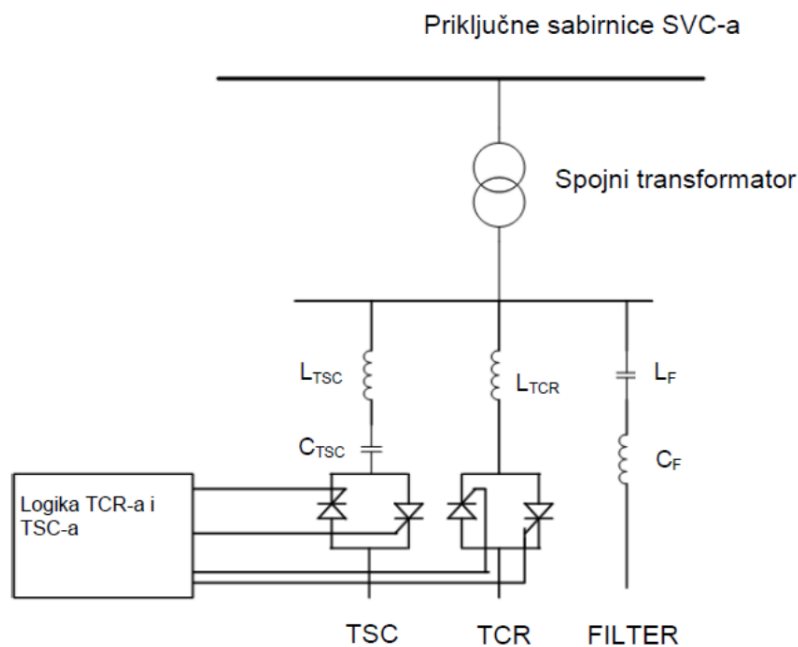 Priključne sabirnice SVC-a
Spojni transformator
LTSC
LTCR
LF
CTSC
CF
Logika TCR-a i
TSC-a
TSC
TCR
FILTER